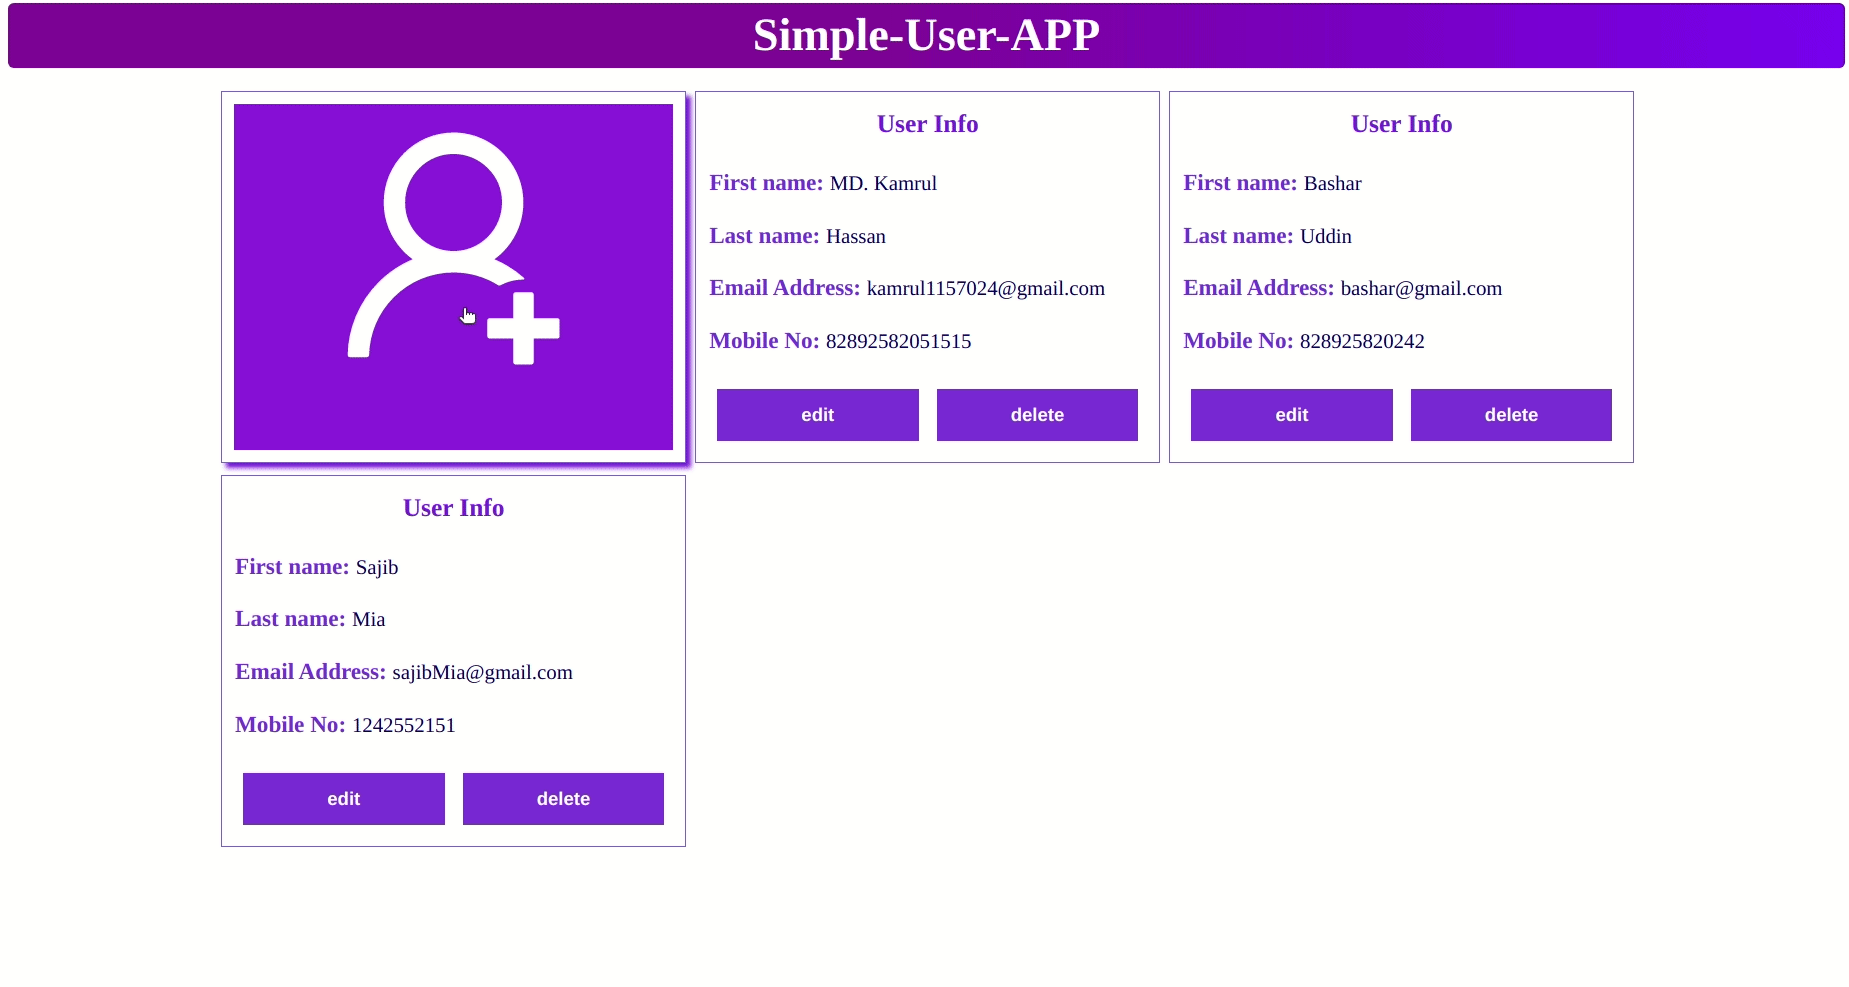 Simple-User-APP
User Info
First name: MD. Kamrul
Last name: Hassan
Email Address: kamrul1157024@gmail.com
Mobile No: 82892582051515
edit
delete
User Info
First name: Bashar
Last name: Uddin
Email Address: bashar@gmail.com
Mobile No: 828925820242
edit
delete
User Info
First name: Sajib
Last name: Mia
Email Address: sajibMia@gmail.com
Mobile No: 1242552151
edit
delete